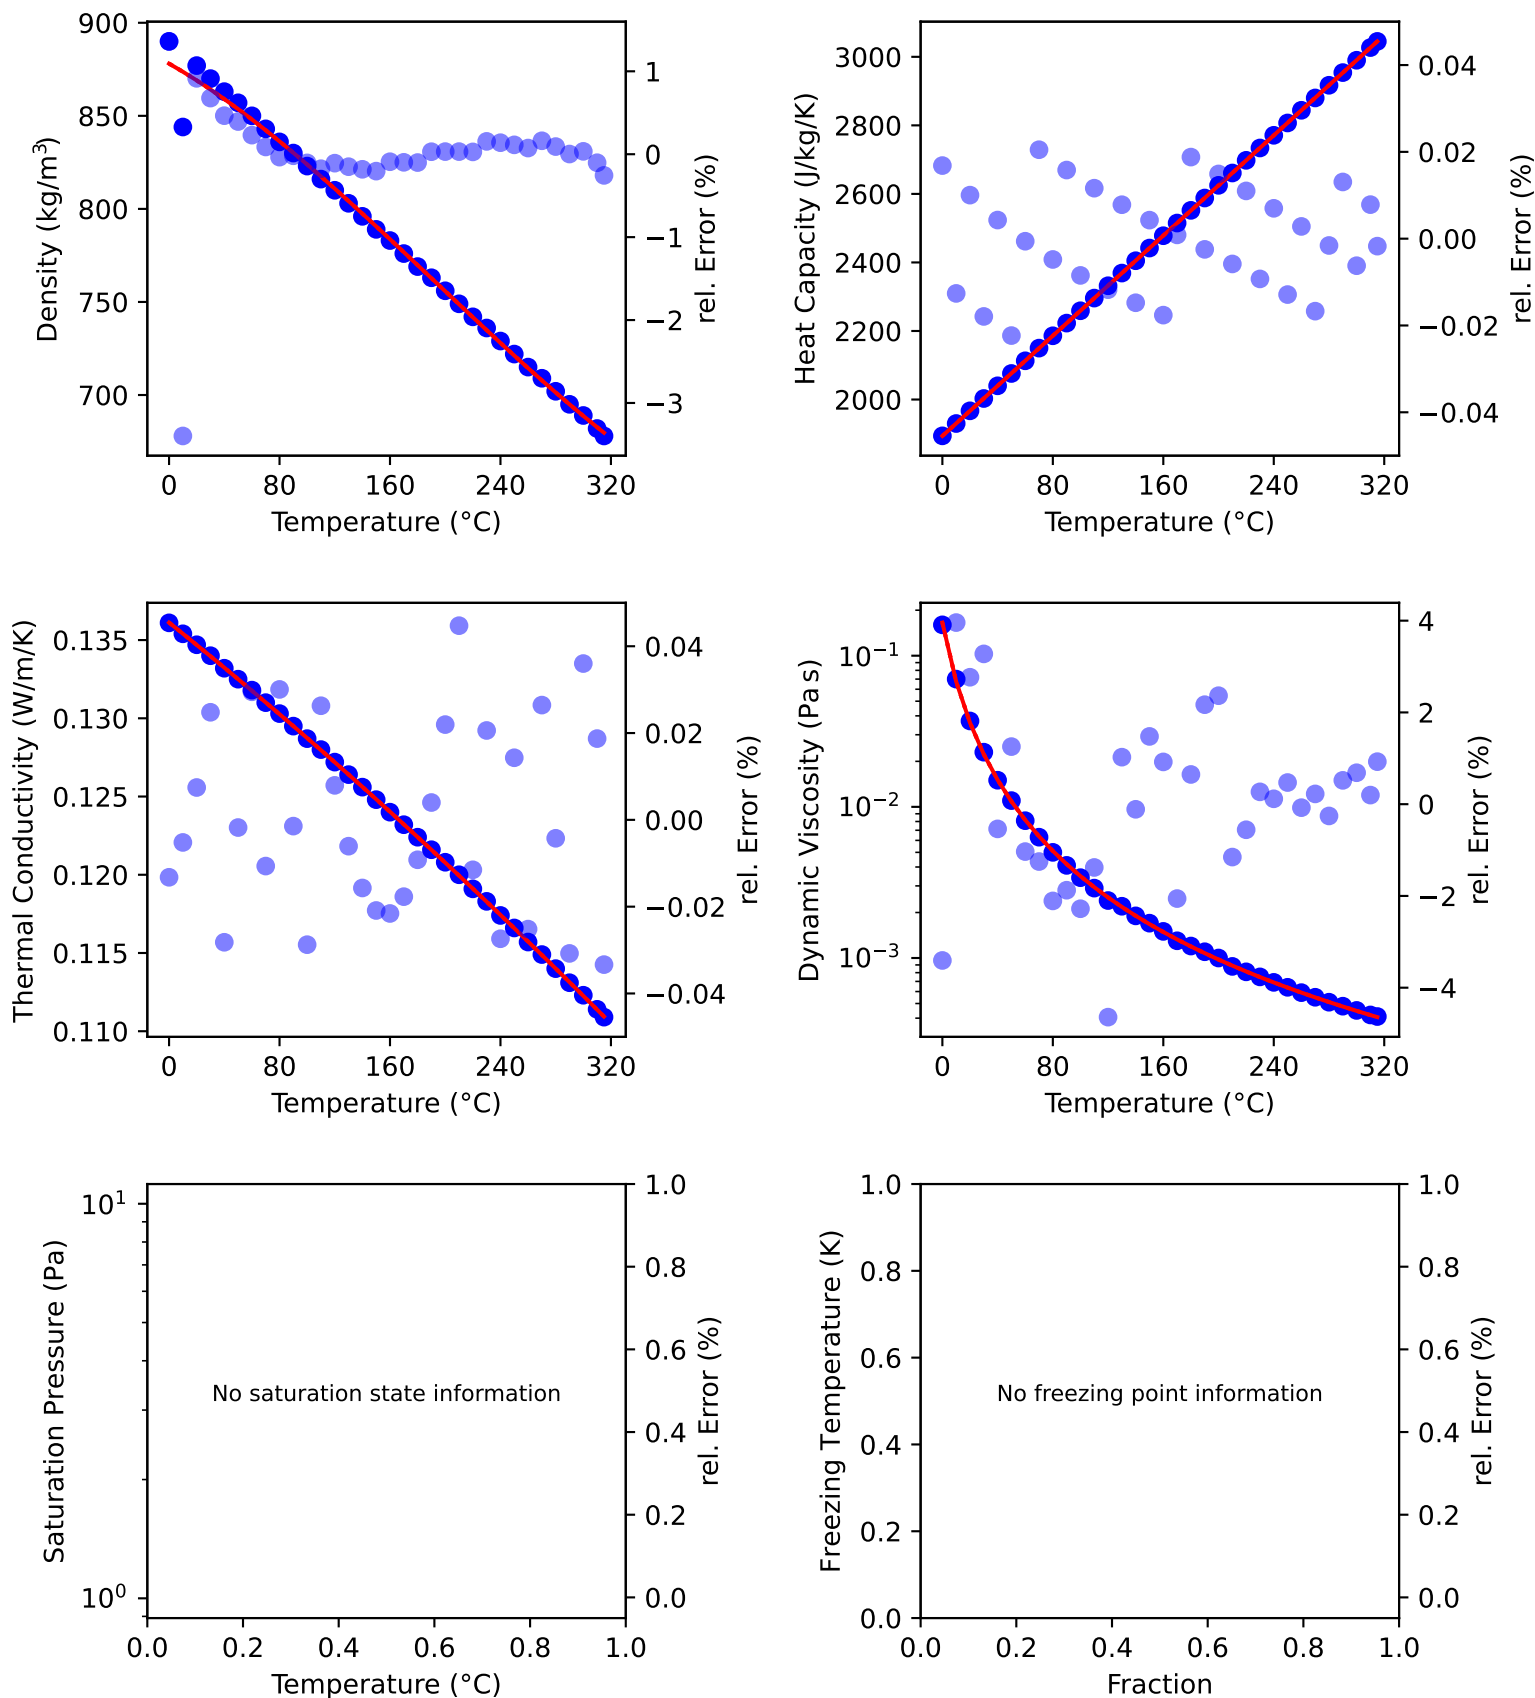 900
850
800
750
700
Density (kg/m³)
1
0
−1
−2
−3
rel. Error (%)
0 80 160 240 320
Temperature (°C)
3000
2800
2600
2400
2200
2000
Heat Capacity (J/kg/K)
0.04
0.02
0.00
−0.02
−0.04
rel. Error (%)
0 80 160 240 320
Temperature (°C)
0.135
0.130
0.125
0.120
0.115
0.110
Thermal Conductivity (W/m/K)
0.04
0.02
0.00
−0.02
−0.04
rel. Error (%)
0 80 160 240 320
Temperature (°C)
10⁻¹
10⁻²
10⁻³
Dynamic Viscosity (Pa s)
4
2
0
−2
−4
rel. Error (%)
0 80 160 240 320
Temperature (°C)
10¹
10⁰
Saturation Pressure (Pa)
No saturation state information
1.0
0.8
0.6
0.4
0.2
0.0
rel. Error (%)
0.0 0.2 0.4 0.6 0.8 1.0
Temperature (°C)
1.0
0.8
0.6
0.4
0.2
0.0
Freezing Temperature (K)
No freezing point information
1.0
0.8
0.6
0.4
0.2
0.0
rel. Error (%)
0.0 0.2 0.4 0.6 0.8 1.0
Fraction